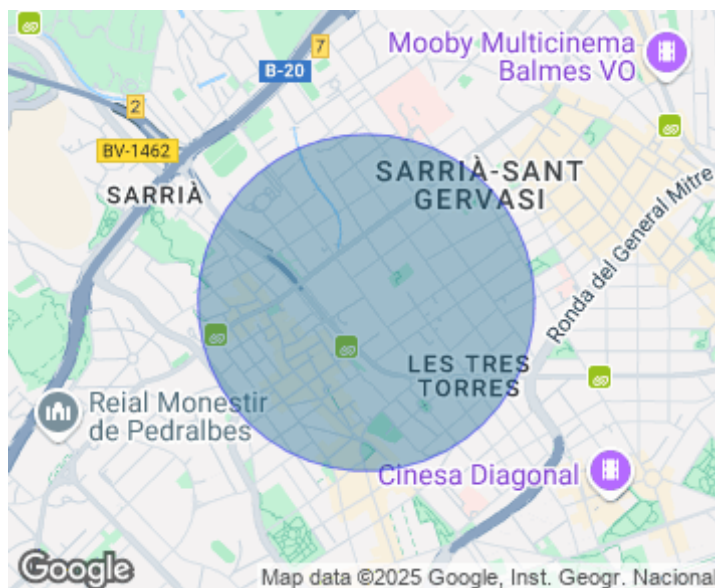 Mooby Multicinema
Balmes VO
7
B-20
2
BV-1462
SARRIÀ
SARRIÀ-SANT
GERVASI
Ronda del General Mitre
LES TRES
TORRES
Reial Monestir
de Pedralbes
Cinesa Diagonal
Google
Map data ©2025 Google, Inst. Geogr. Nacional